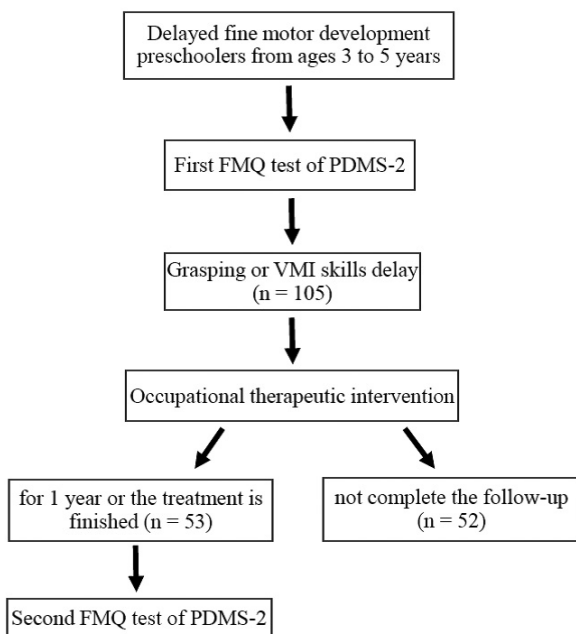 Delayed fine motor development
preschoolers from ages 3 to 5 years
First FMQ test of PDMS-2
Grasping or VMI skills delay
(n = 105)
Occupational therapeutic intervention
for 1 year or the treatment is
finished (n = 53)
not complete the follow-up
(n = 52)
Second FMQ test of PDMS-2